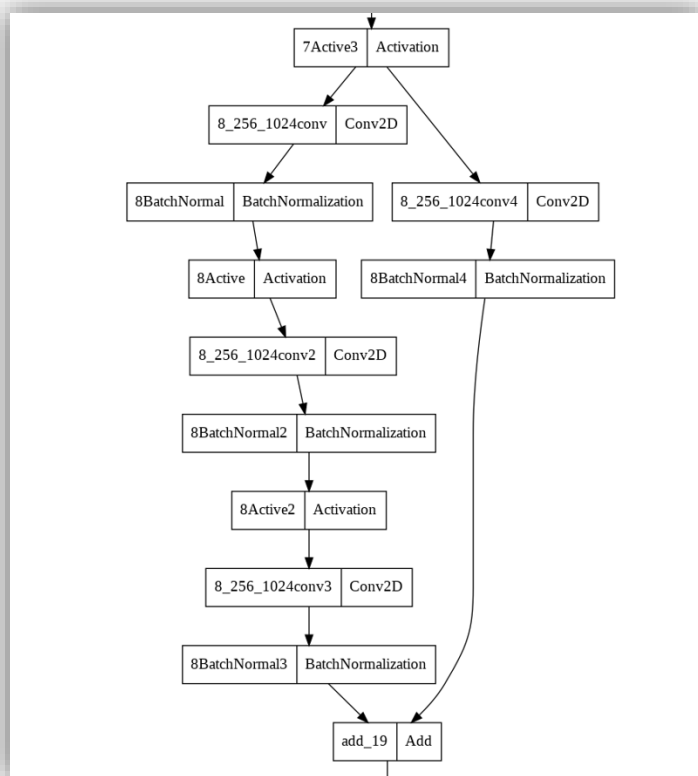 7Active3 Activation
8_256_1024conv Conv2D
8BatchNormal BatchNormalization
8_256_1024conv4 Conv2D
8Active Activation
8BatchNormal4 BatchNormalization
8_256_1024conv2 Conv2D
8BatchNormal2 BatchNormalization
8Active2 Activation
8_256_1024conv3 Conv2D
8BatchNormal3 BatchNormalization
add_19 Add